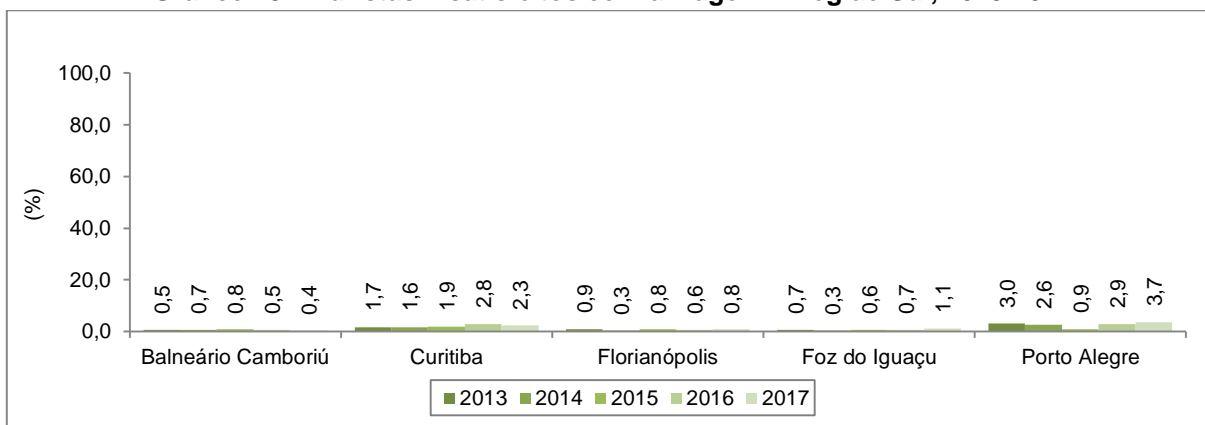 100,0
80,0
60,0
40,0
20,0
0,0
(%)
0,5 0,7 0,8 0,5 0,4 1,7 1,6 1,9 2,8 2,3 0,9 0,3 0,8 0,6 0,8 0,7 0,3 0,6 0,7 1,1 3,0 2,6 0,9 2,9 3,7
Balneário Camboriú Curitiba Florianópolis Foz do Iguaçu Porto Alegre
2013 2014 2015 2016 2017